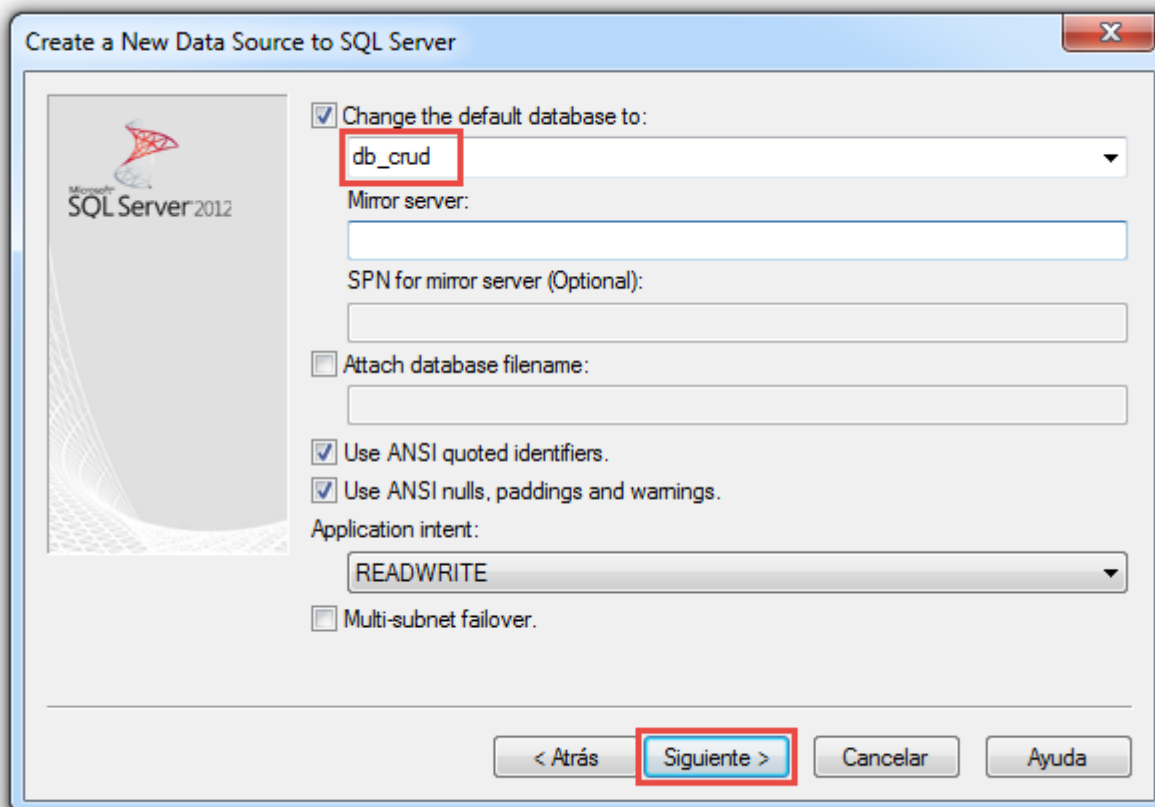 Create a New Data Source to SQL Server
Microsoft
SQL Server 2012
Change the default database to:
db_crud
Mirror server:
SPN for mirror server (Optional):
Attach database filename:
Use ANSI quoted identifiers.
Use ANSI nulls, paddings and warnings.
Application intent:
READWRITE
Multi-subnet failover.
< Atrás Siguiente > Cancelar Ayuda